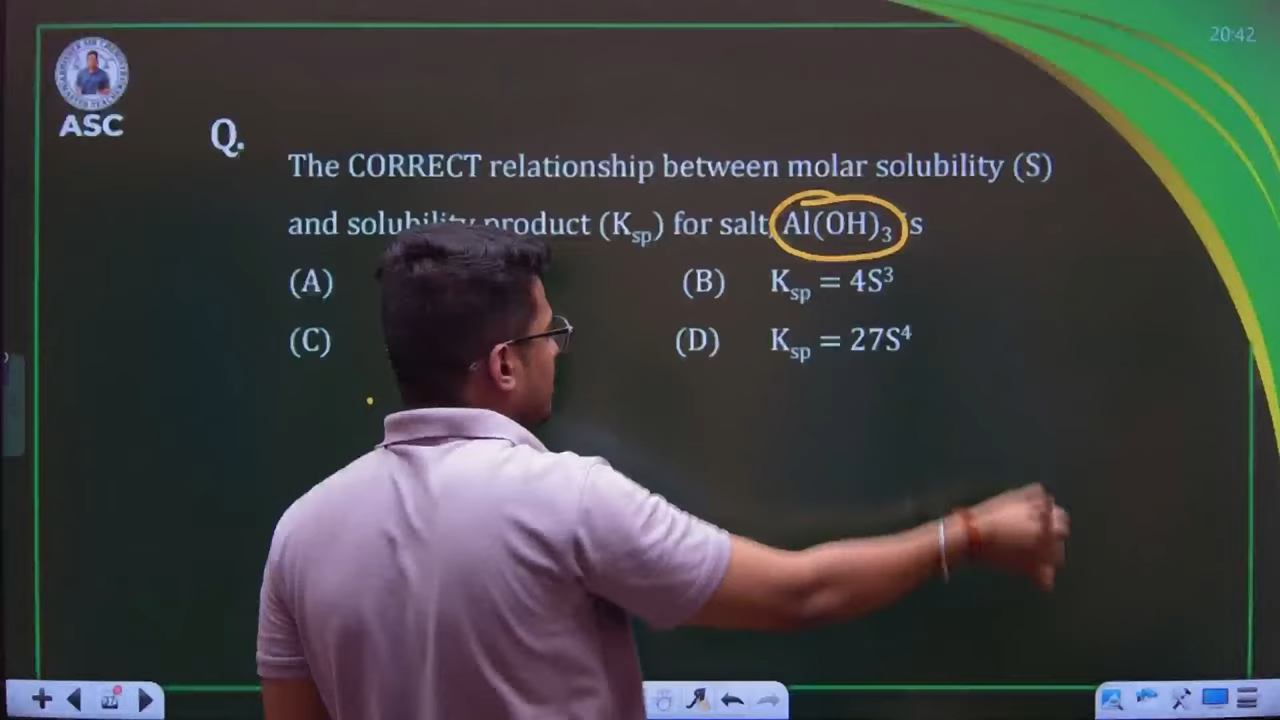 20:42
ASC
Q.
The CORRECT relationship between molar solubility (S)
and solubility product (Ksp) for salt, Al(OH)3 is
(A)
(B) Ksp = 4S³
(C)
(D) Ksp = 27S⁴